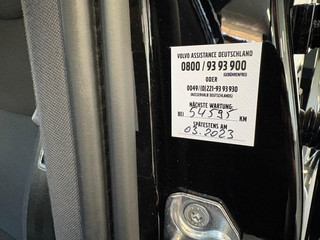 VOLVO ASSISTANCE DEUTSCHLAND
0800 / 93 93 900
GEBÜHRENFREI
ODER
0049 / (0)221-93 93 930
(AUSSERHALB DEUTSCHLANDS)
NÄCHSTE WARTUNG:
BEI 54595 KM
SPÄTESTENS AM
03.2023